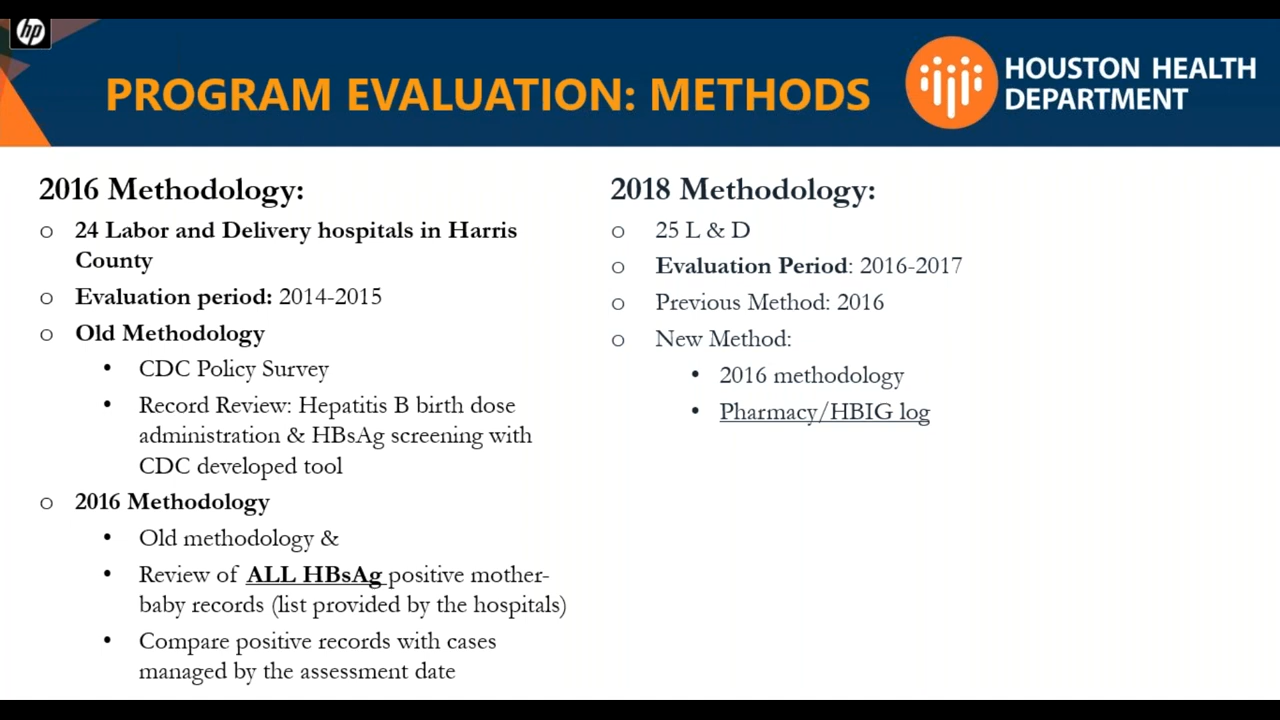 hp
PROGRAM EVALUATION: METHODS
HOUSTON HEALTH
DEPARTMENT
2016 Methodology:
o 24 Labor and Delivery hospitals in Harris
County
o Evaluation period: 2014-2015
o Old Methodology
• CDC Policy Survey
• Record Review: Hepatitis B birth dose
administration & HBsAg screening with
CDC developed tool
o 2016 Methodology
• Old methodology &
• Review of ALL HBsAg positive mother-
baby records (list provided by the hospitals)
• Compare positive records with cases
managed by the assessment date
2018 Methodology:
o 25 L & D
o Evaluation Period: 2016-2017
o Previous Method: 2016
o New Method:
• 2016 methodology
• Pharmacy/HBIG log